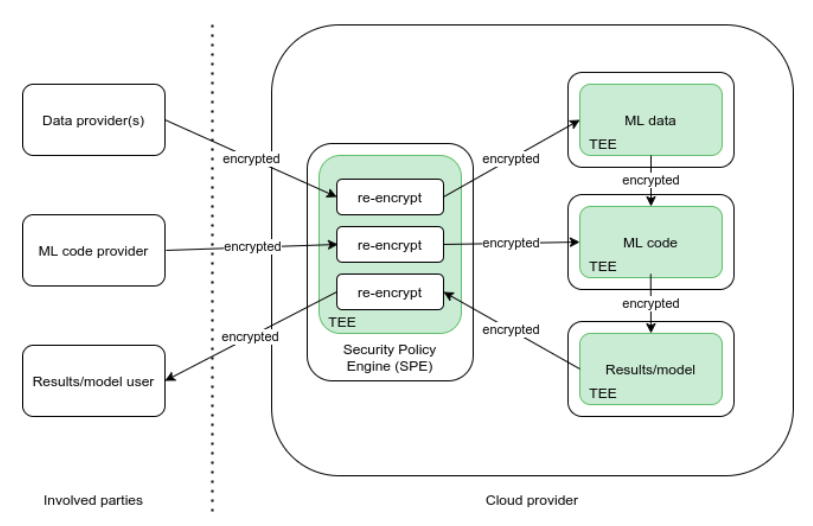 Data provider(s)
ML code provider
Results/model user
Involved parties
encrypted
encrypted
encrypted
re-encrypt
re-encrypt
re-encrypt
TEE
Security Policy
Engine (SPE)
encrypted
encrypted
encrypted
ML data
TEE
encrypted
ML code
TEE
encrypted
Results/model
TEE
Cloud provider